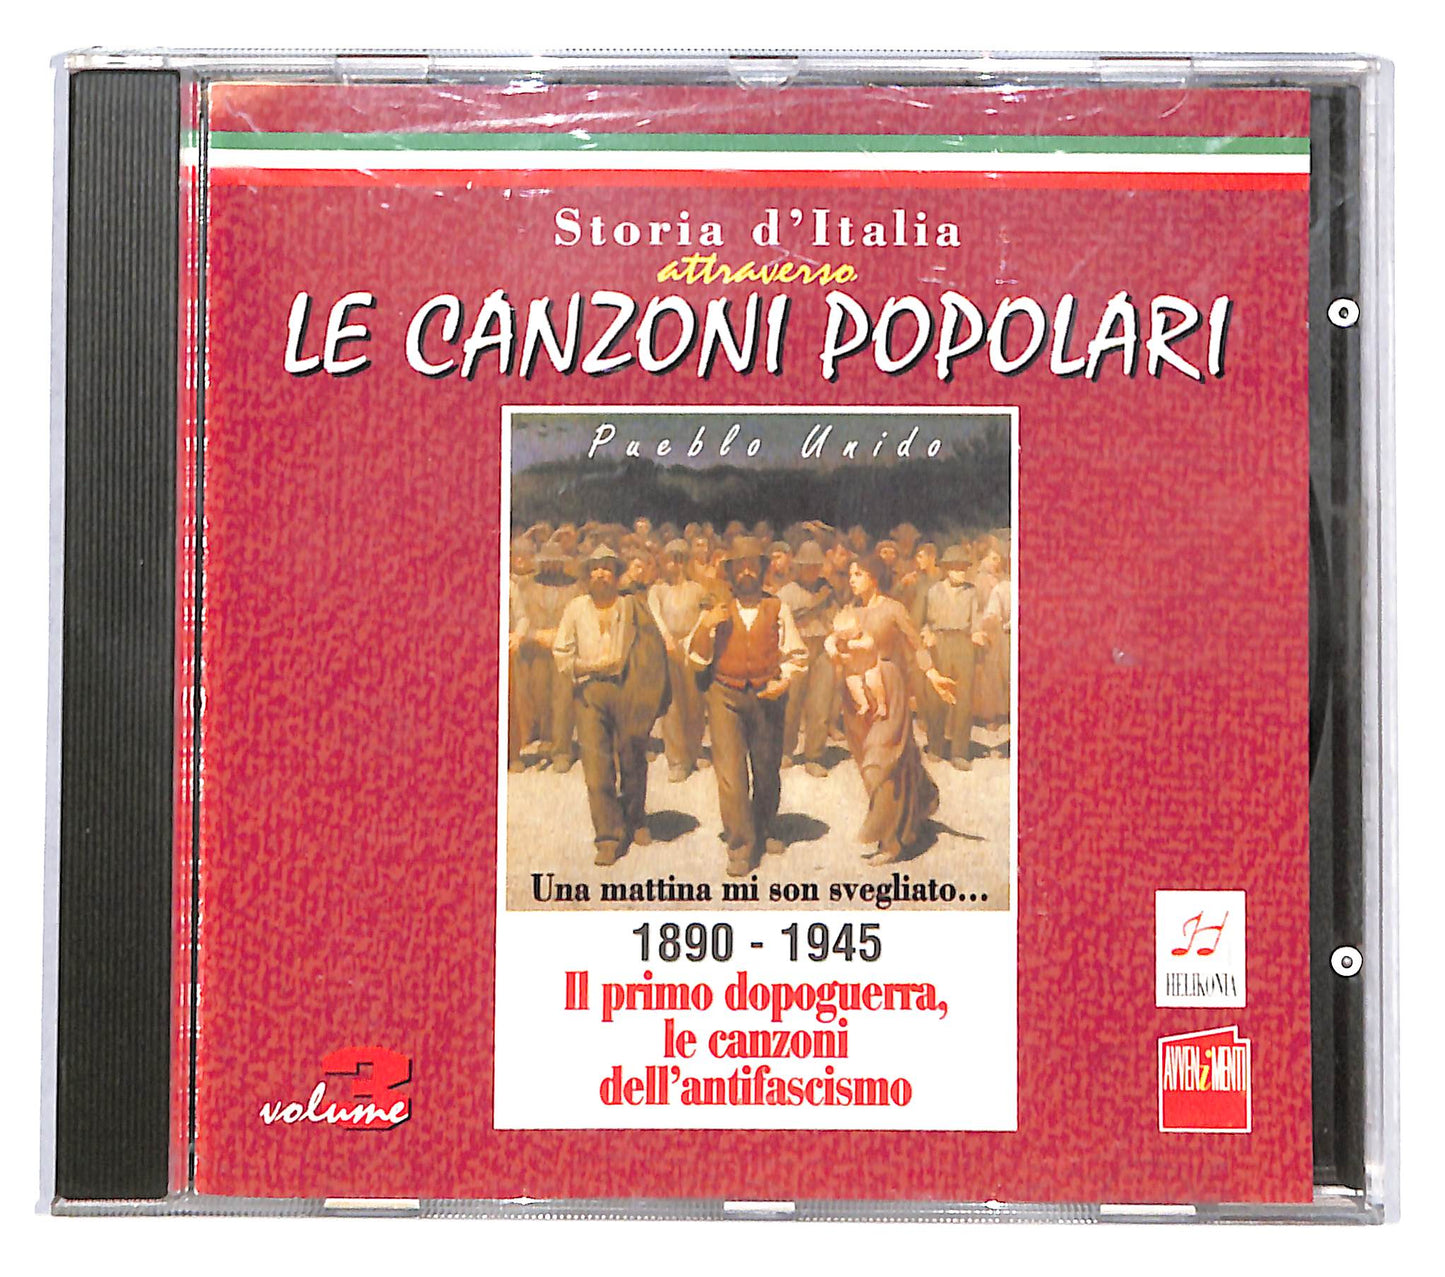 Storia d'Italia
attraverso
LE CANZONI POPOLARI
Pueblo Unido
Una mattina mi son svegliato...
1890 - 1945
Il primo dopoguerra,
le canzoni
dell'antifascismo
volume
HELIKONIA
AVVENiMENTI